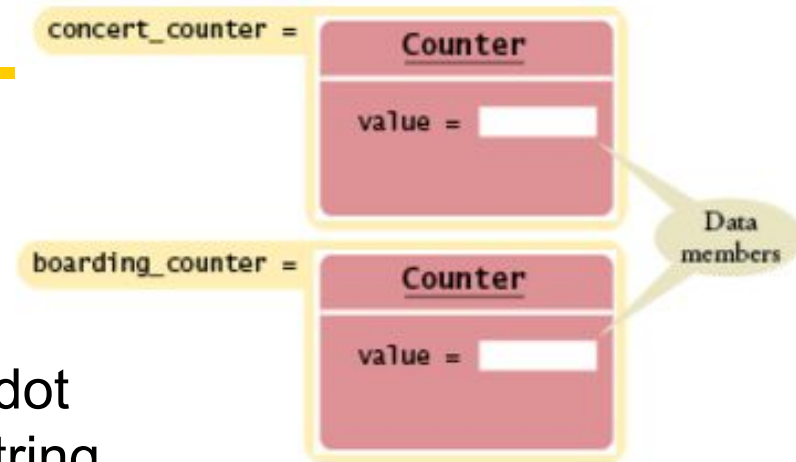 concert_counter =
Counter
value =
Data
members
boarding_counter =
Counter
value =
dot